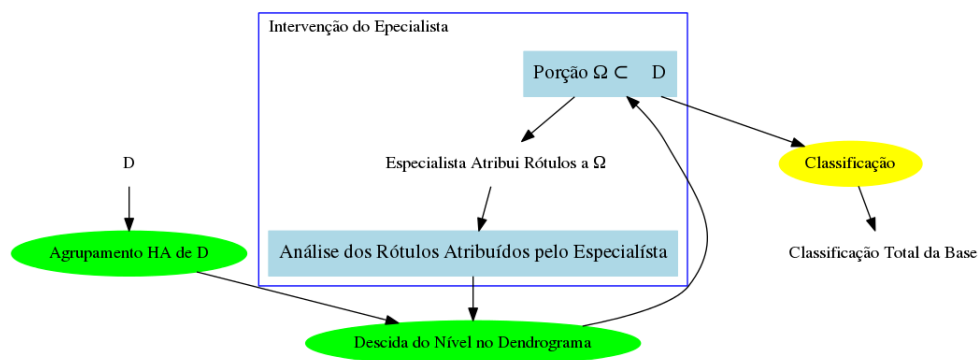 Intervenção do Epecialista
Porção Ω ⊂ D
D
Especialista Atribui Rótulos a Ω
Classificação
Agrupamento HA de D
Análise dos Rótulos Atribuídos pelo Especialísta
Classificação Total da Base
Descida do Nível no Dendrograma